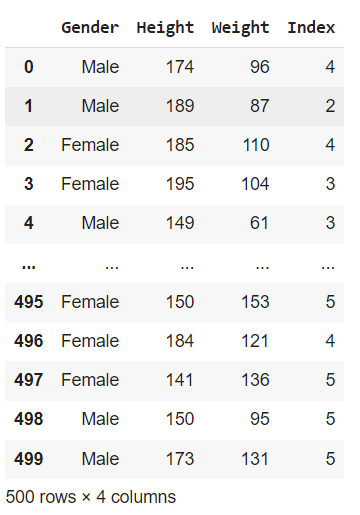 Gender Height Weight Index
0 Male 174 96 4
1 Male 189 87 2
2 Female 185 110 4
3 Female 195 104 3
4 Male 149 61 3
... ... ... ... ...
495 Female 150 153 5
496 Female 184 121 4
497 Female 141 136 5
498 Male 150 95 5
499 Male 173 131 5
500 rows × 4 columns